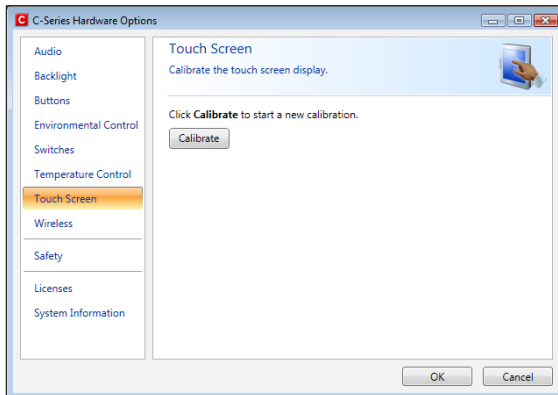 C C-Series Hardware Options
Audio
Backlight
Buttons
Environmental Control
Switches
Temperature Control
Touch Screen
Wireless
Safety
Licenses
System Information
Touch Screen
Calibrate the touch screen display.
Click Calibrate to start a new calibration.
Calibrate
OK
Cancel